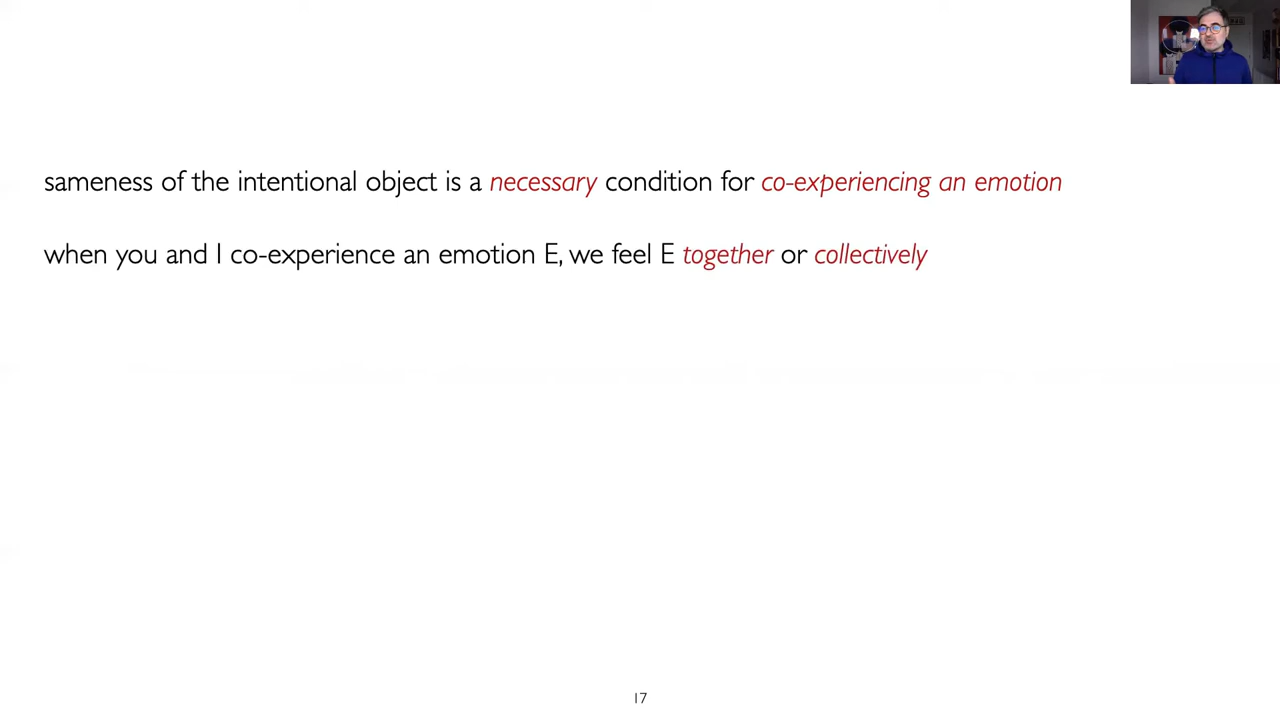 sameness of the intentional object is a necessary condition for co-experiencing an emotion
when you and I co-experience an emotion E, we feel E together or collectively
17